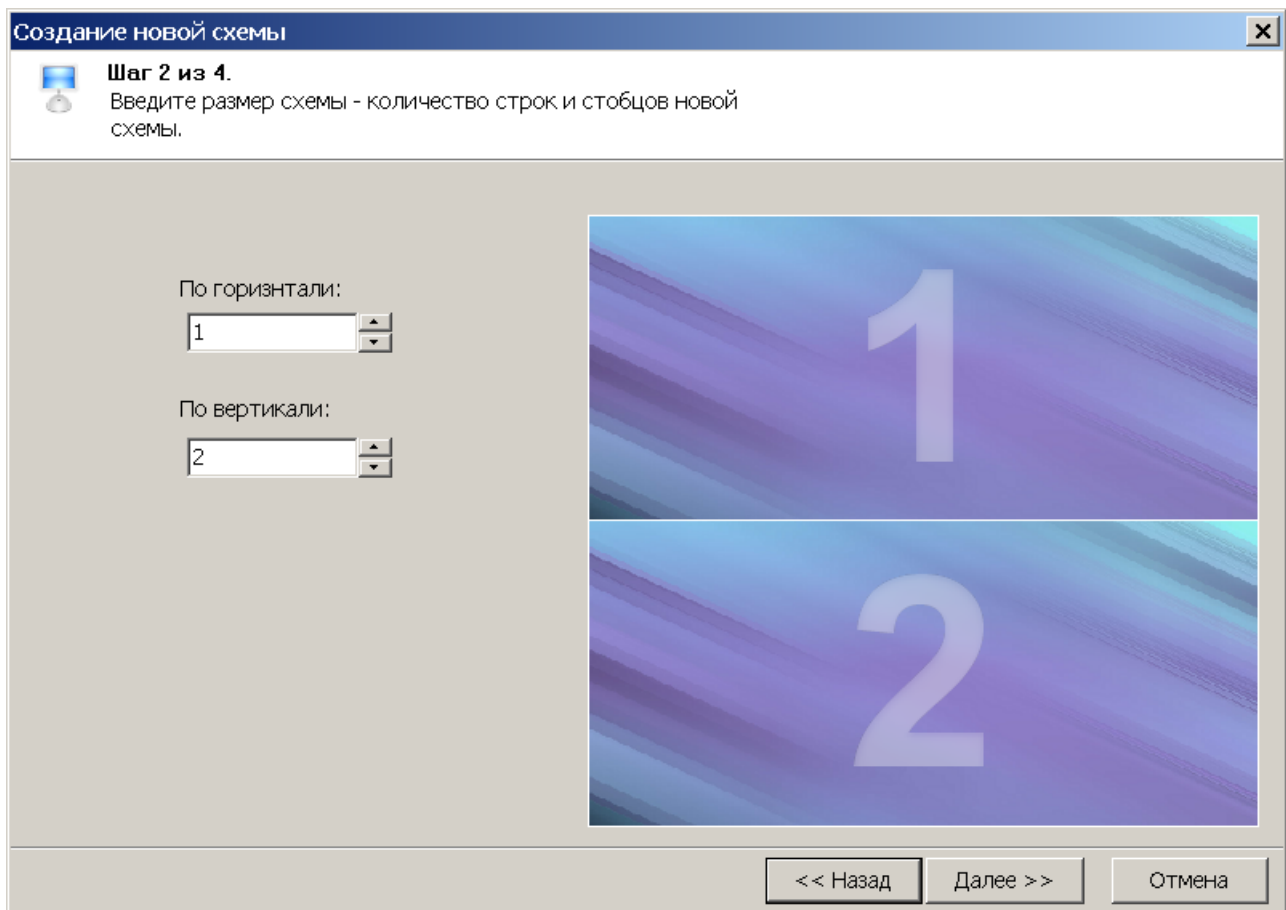 Создание новой схемы
Шаг 2 из 4.
Введите размер схемы - количество строк и стобцов новой
схемы.
По горизнтали:
1
По вертикали:
2
1
2
<< Назад
Далее >>
Отмена